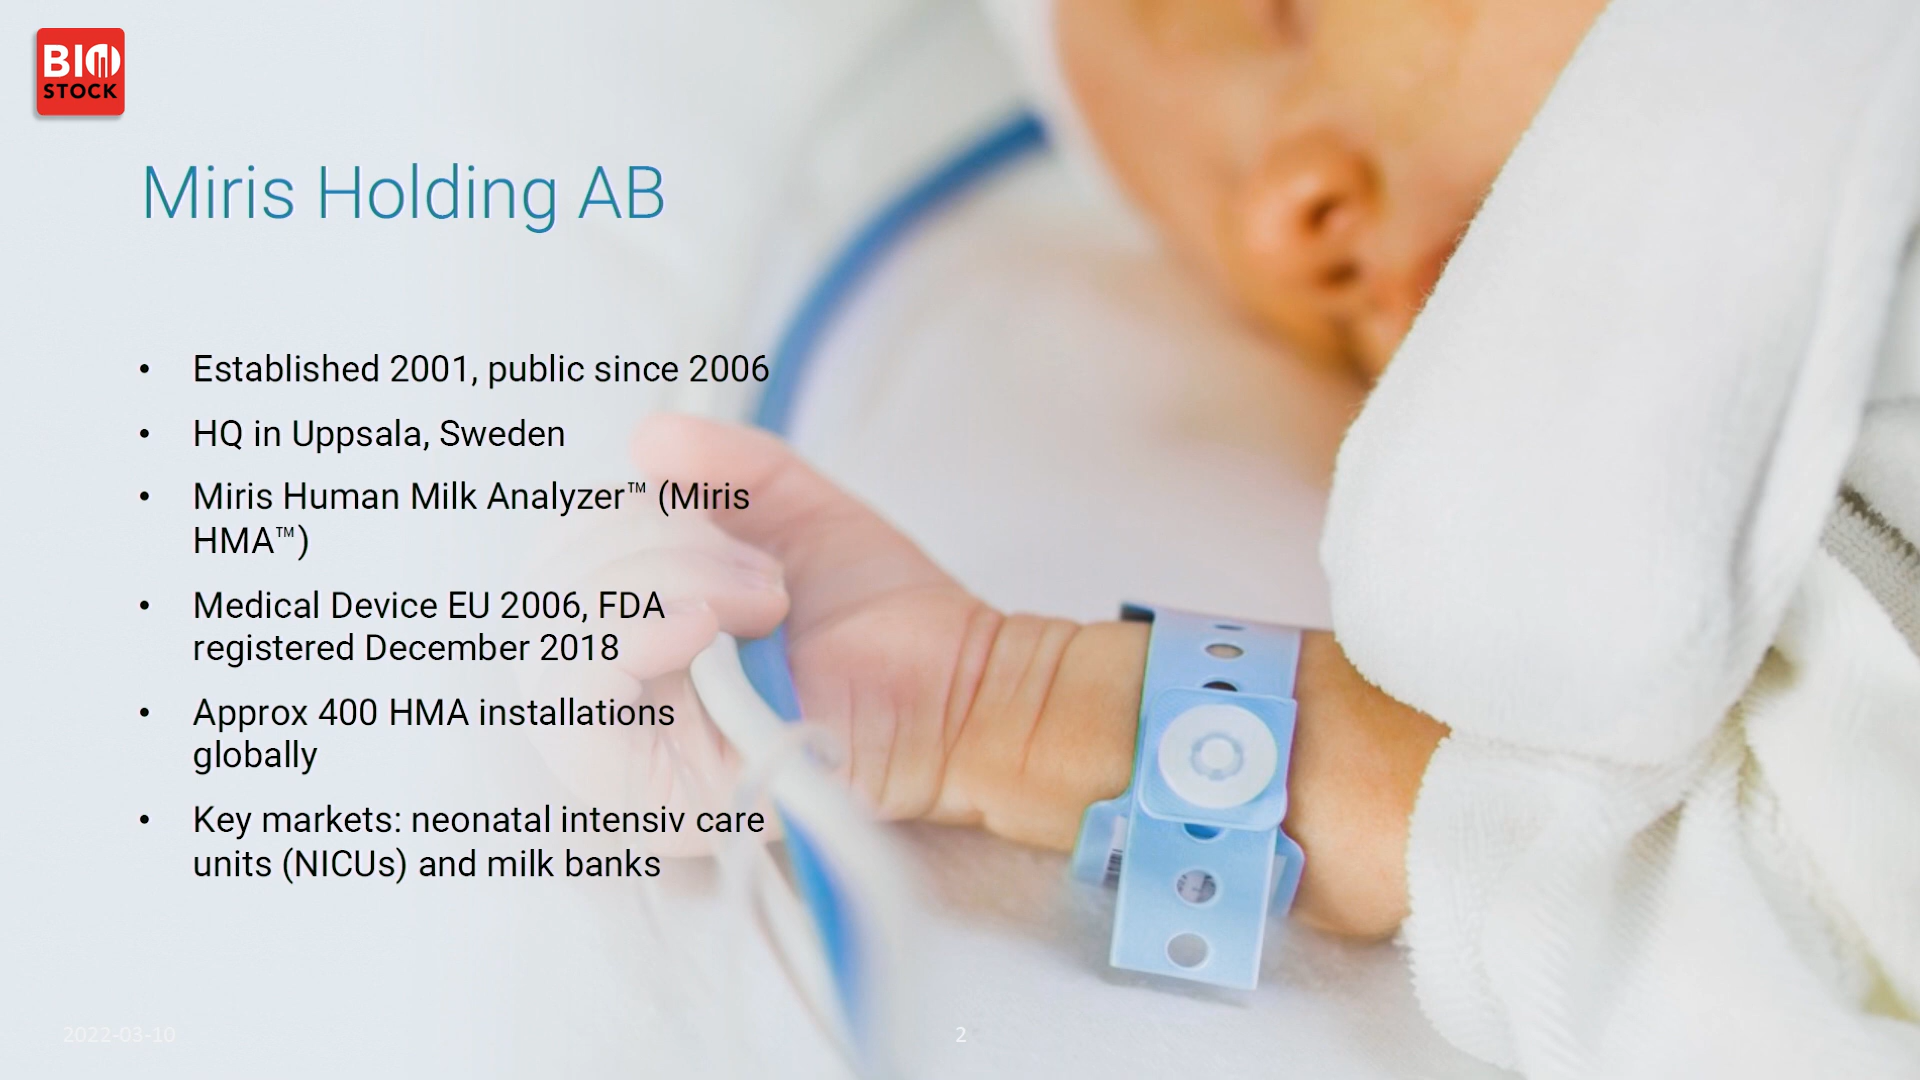 BIO
STOCK
Miris Holding AB
• Established 2001, public since 2006
• HQ in Uppsala, Sweden
• Miris Human Milk Analyzer™ (Miris
HMA™)
• Medical Device EU 2006, FDA
registered December 2018
• Approx 400 HMA installations
globally
• Key markets: neonatal intensiv care
units (NICUs) and milk banks
2022-03-10
2